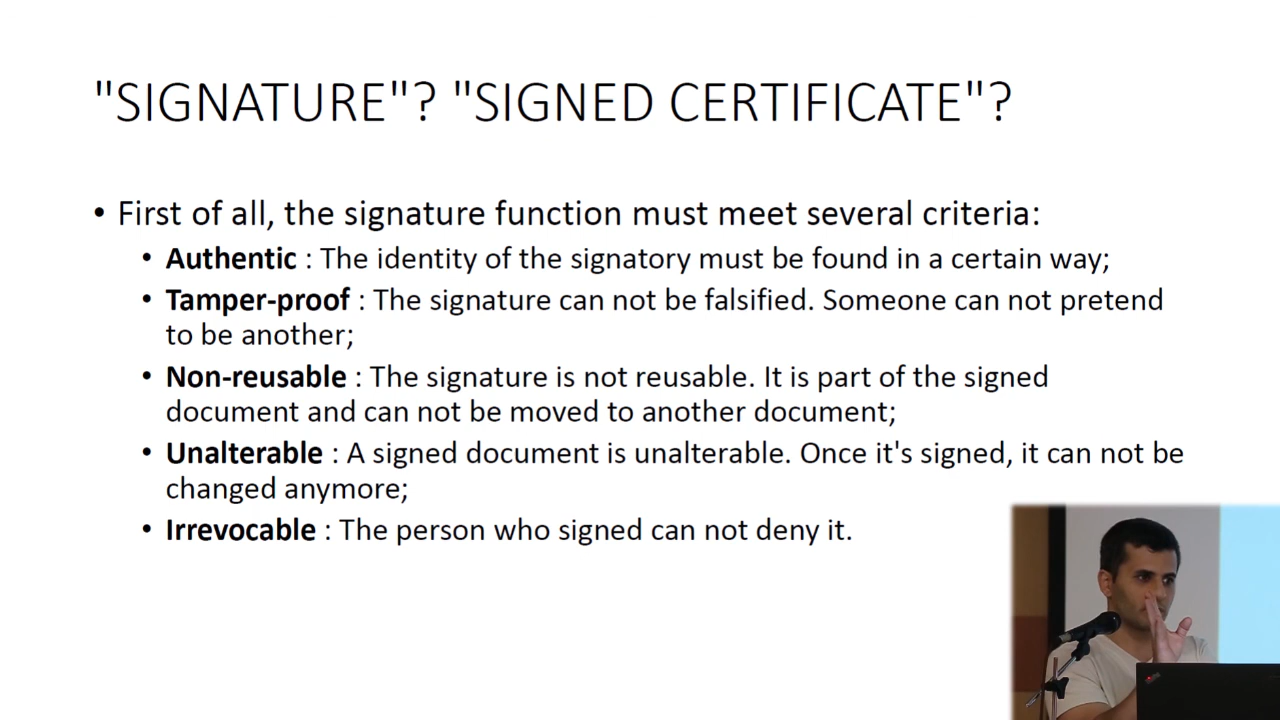 "SIGNATURE"? "SIGNED CERTIFICATE"?
• First of all, the signature function must meet several criteria:
• Authentic : The identity of the signatory must be found in a certain way;
• Tamper-proof : The signature can not be falsified. Someone can not pretend
to be another;
• Non-reusable : The signature is not reusable. It is part of the signed
document and can not be moved to another document;
• Unalterable : A signed document is unalterable. Once it's signed, it can not be
changed anymore;
• Irrevocable : The person who signed can not deny it.